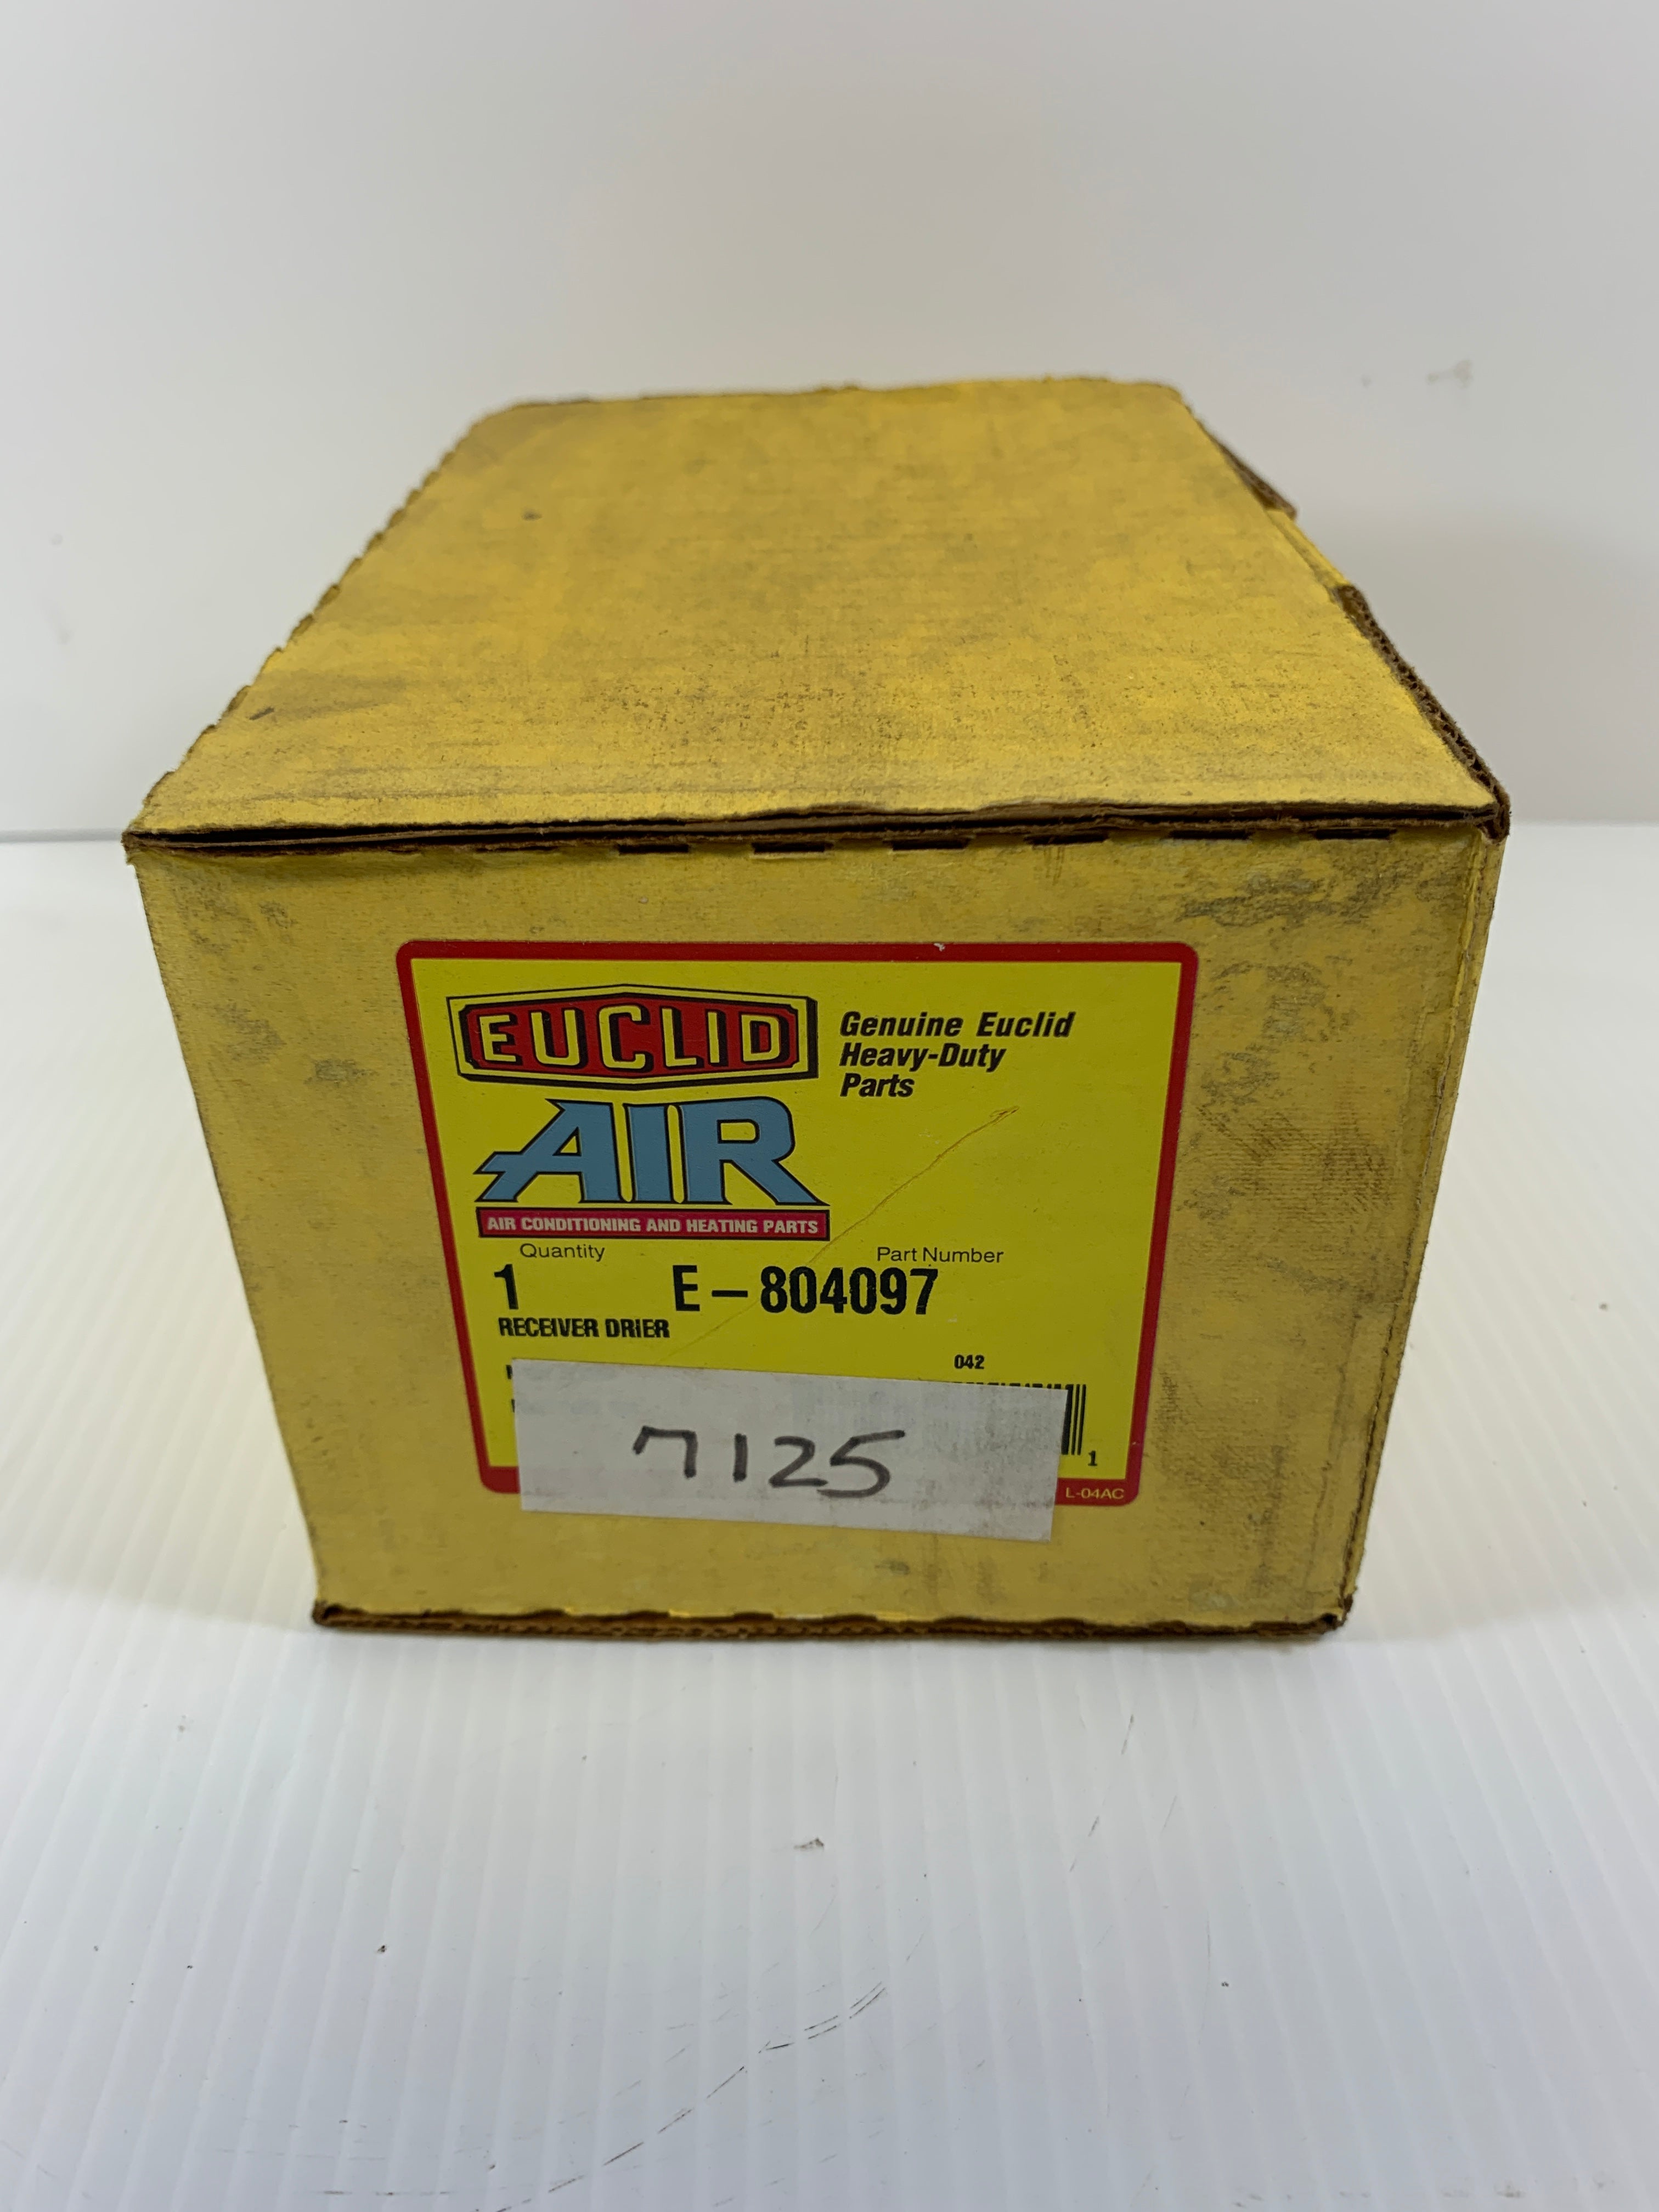 EUCLID
Genuine Euclid
Heavy-Duty
Parts
AIR
AIR CONDITIONING AND HEATING PARTS
Quantity Part Number
1 E-804097
RECEIVER DRIER
042
7125
1
L-04AC